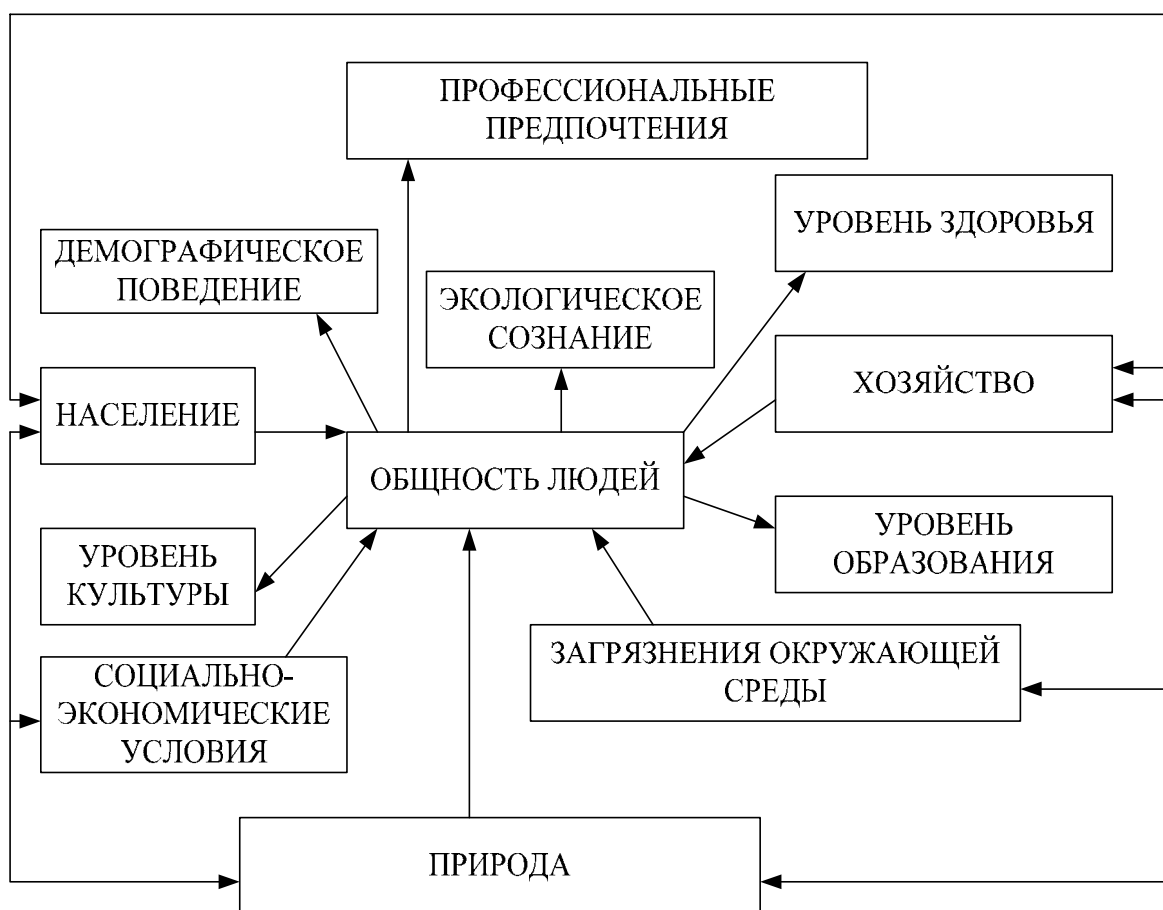 ПРОФЕССИОНАЛЬНЫЕ
ПРЕДПОЧТЕНИЯ
УРОВЕНЬ ЗДОРОВЬЯ
ДЕМОГРАФИЧЕСКОЕ
ПОВЕДЕНИЕ
ЭКОЛОГИЧЕСКОЕ
СОЗНАНИЕ
ХОЗЯЙСТВО
НАСЕЛЕНИЕ
ОБЩНОСТЬ ЛЮДЕЙ
УРОВЕНЬ
ОБРАЗОВАНИЯ
УРОВЕНЬ
КУЛЬТУРЫ
ЗАГРЯЗНЕНИЯ ОКРУЖАЮЩЕЙ
СРЕДЫ
СОЦИАЛЬНО-
ЭКОНОМИЧЕСКИЕ
УСЛОВИЯ
ПРИРОДА